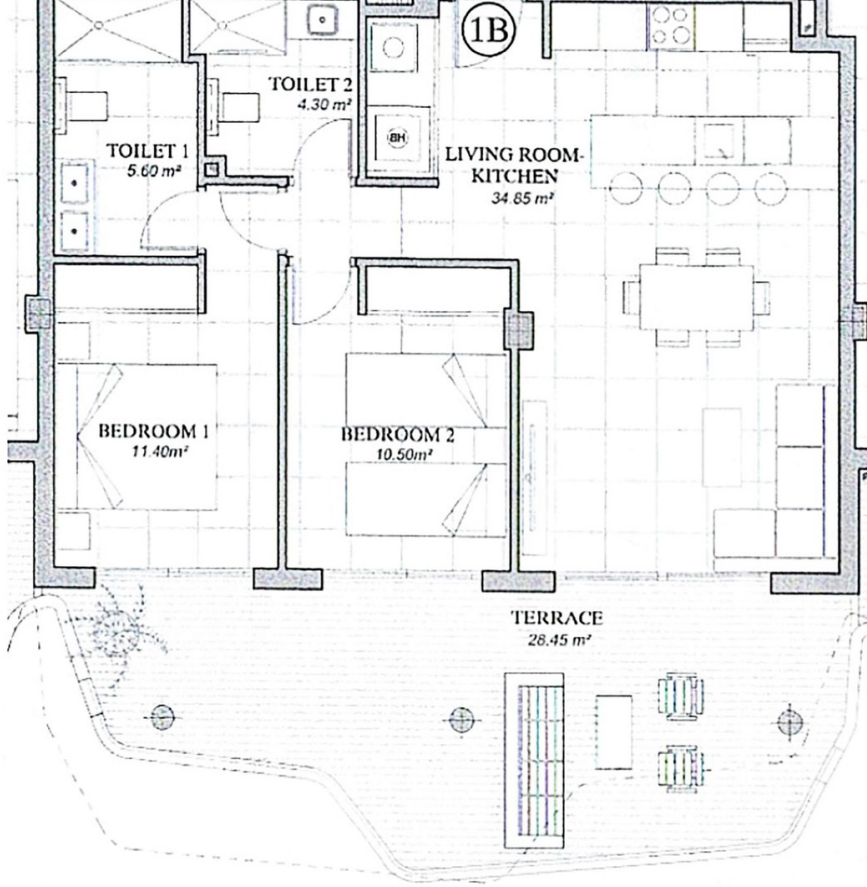 1B
TOILET 2
4.30 m²
TOILET 1
5.60 m²
BH
LIVING ROOM-
KITCHEN
34.85 m²
BEDROOM 1
11.40m²
BEDROOM 2
10.50m²
TERRACE
28.45 m²